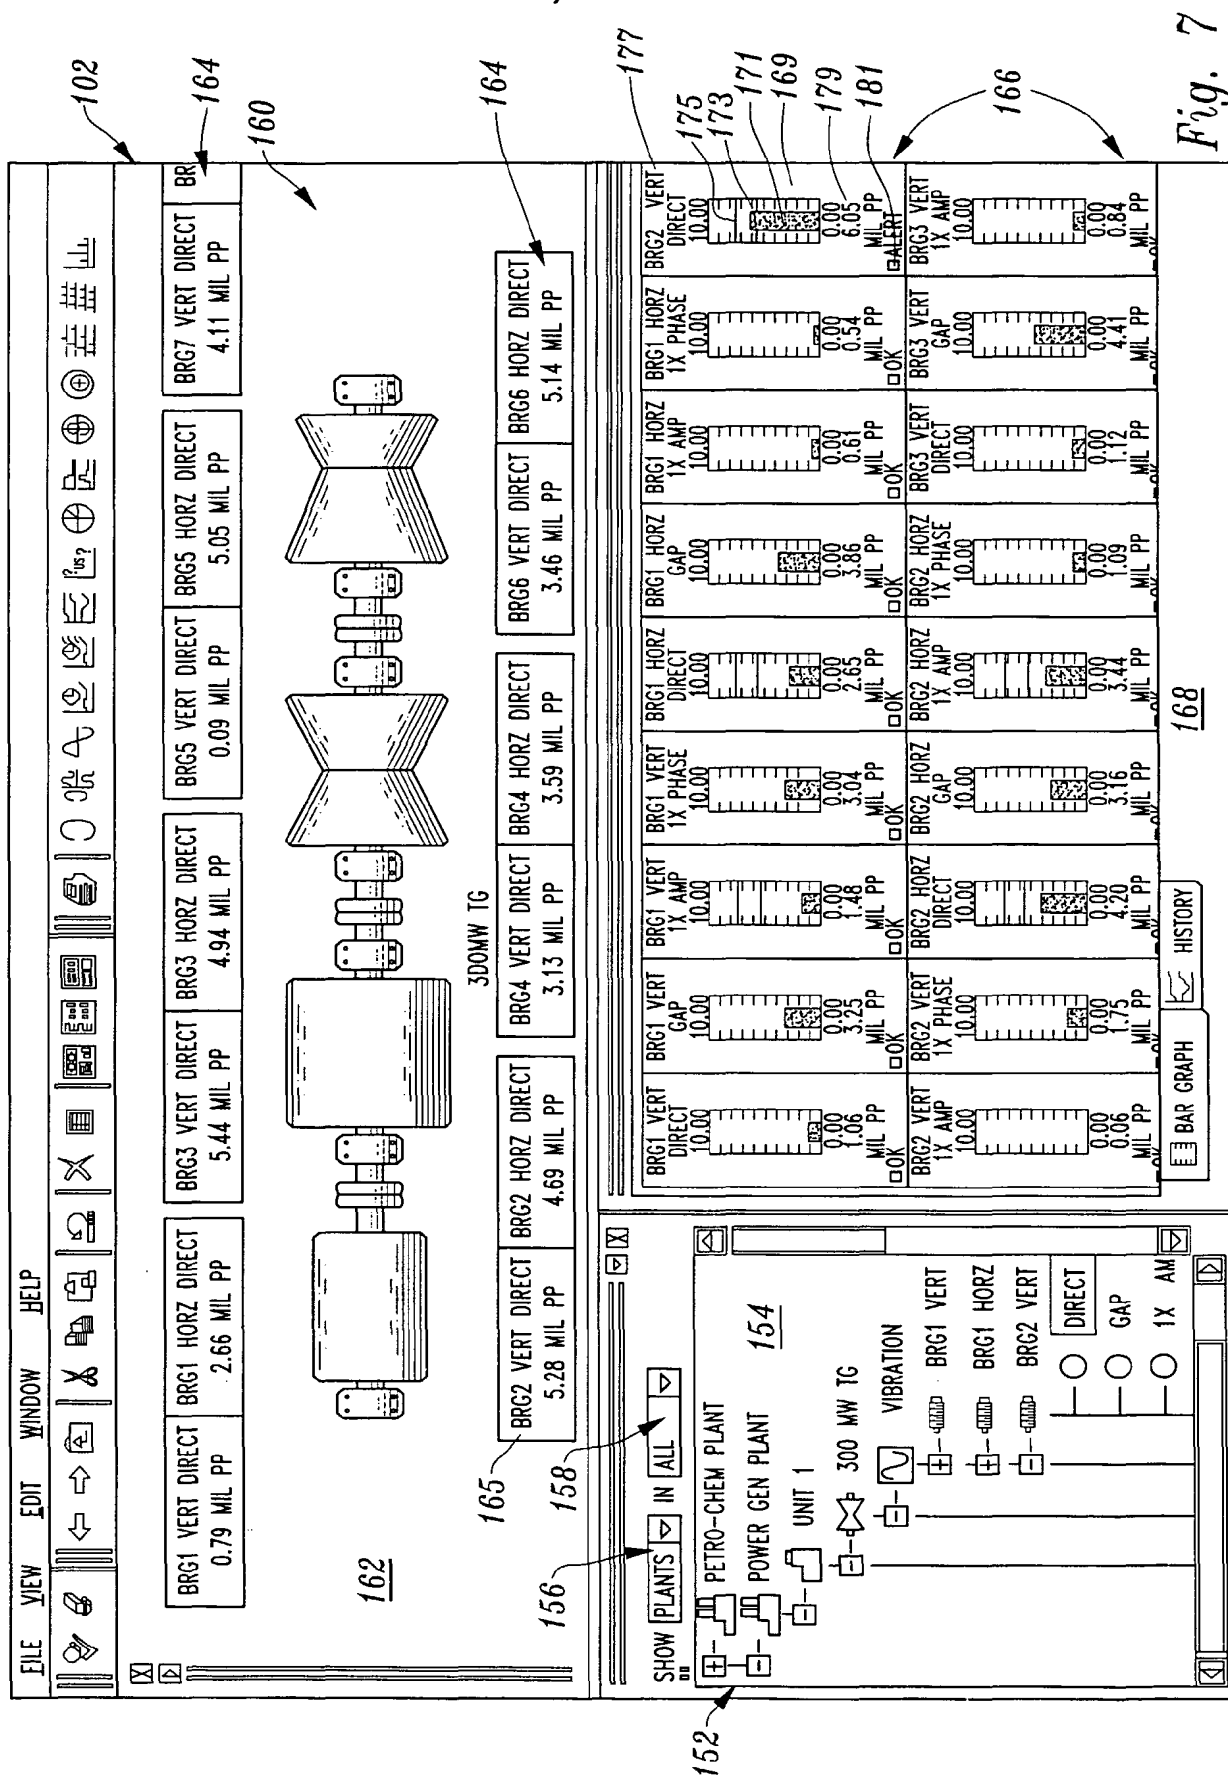 FILE VIEW EDIT WINDOW HELP
?us?
102
BRG1 VERT DIRECT
0.79 MIL PP
BRG1 HORZ DIRECT
2.66 MIL PP
BRG3 VERT DIRECT
5.44 MIL PP
BRG3 HORZ DIRECT
4.94 MIL PP
BRG5 VERT DIRECT
0.09 MIL PP
BRG5 HORZ DIRECT
5.05 MIL PP
BRG7 VERT DIRECT
4.11 MIL PP
BR
164
160
162
3DOMW TG
165
BRG2 VERT DIRECT
5.28 MIL PP
BRG2 HORZ DIRECT
4.69 MIL PP
BRG4 VERT DIRECT
3.13 MIL PP
BRG4 HORZ DIRECT
3.59 MIL PP
BRG6 VERT DIRECT
3.46 MIL PP
BRG6 HORZ DIRECT
5.14 MIL PP
164
156
158
152
SHOW PLANTS IN ALL
154
PETRO-CHEM PLANT
POWER GEN PLANT
UNIT 1
300 MW TG
VIBRATION
BRG1 VERT
BRG1 HORZ
BRG2 VERT
DIRECT
GAP
1X AM
BRG1 VERT
DIRECT
10.00
0.00
1.06
MIL PP
OK
BRG1 VERT
GAP
10.00
0.00
3.25
MIL PP
OK
BRG1 VERT
1X AMP
10.00
0.00
1.48
MIL PP
OK
BRG1 VERT
1X PHASE
10.00
0.00
3.04
MIL PP
OK
BRG1 HORZ
DIRECT
10.00
0.00
2.65
MIL PP
OK
BRG1 HORZ
GAP
10.00
0.00
3.86
MIL PP
OK
BRG1 HORZ
1X AMP
10.00
0.00
0.61
MIL PP
OK
BRG1 HORZ
1X PHASE
10.00
0.00
0.54
MIL PP
OK
BRG2 VERT
DIRECT
10.00
0.00
6.05
MIL PP
ALERT
177
175
173
171
169
179
181
166
BRG2 VERT
1X AMP
10.00
0.00
0.06
MIL PP
OK
BRG2 VERT
1X PHASE
10.00
0.00
1.75
MIL PP
OK
BRG2 HORZ
DIRECT
10.00
0.00
4.20
MIL PP
OK
BRG2 HORZ
GAP
10.00
0.00
3.16
MIL PP
OK
BRG2 HORZ
1X AMP
10.00
0.00
3.44
MIL PP
OK
BRG2 HORZ
1X PHASE
10.00
0.00
1.09
MIL PP
OK
BRG3 VERT
DIRECT
10.00
0.00
1.12
MIL PP
OK
BRG3 VERT
GAP
10.00
0.00
4.41
MIL PP
OK
BRG3 VERT
1X AMP
10.00
0.00
0.84
MIL PP
OK
BAR GRAPH HISTORY
168
Fig. 7